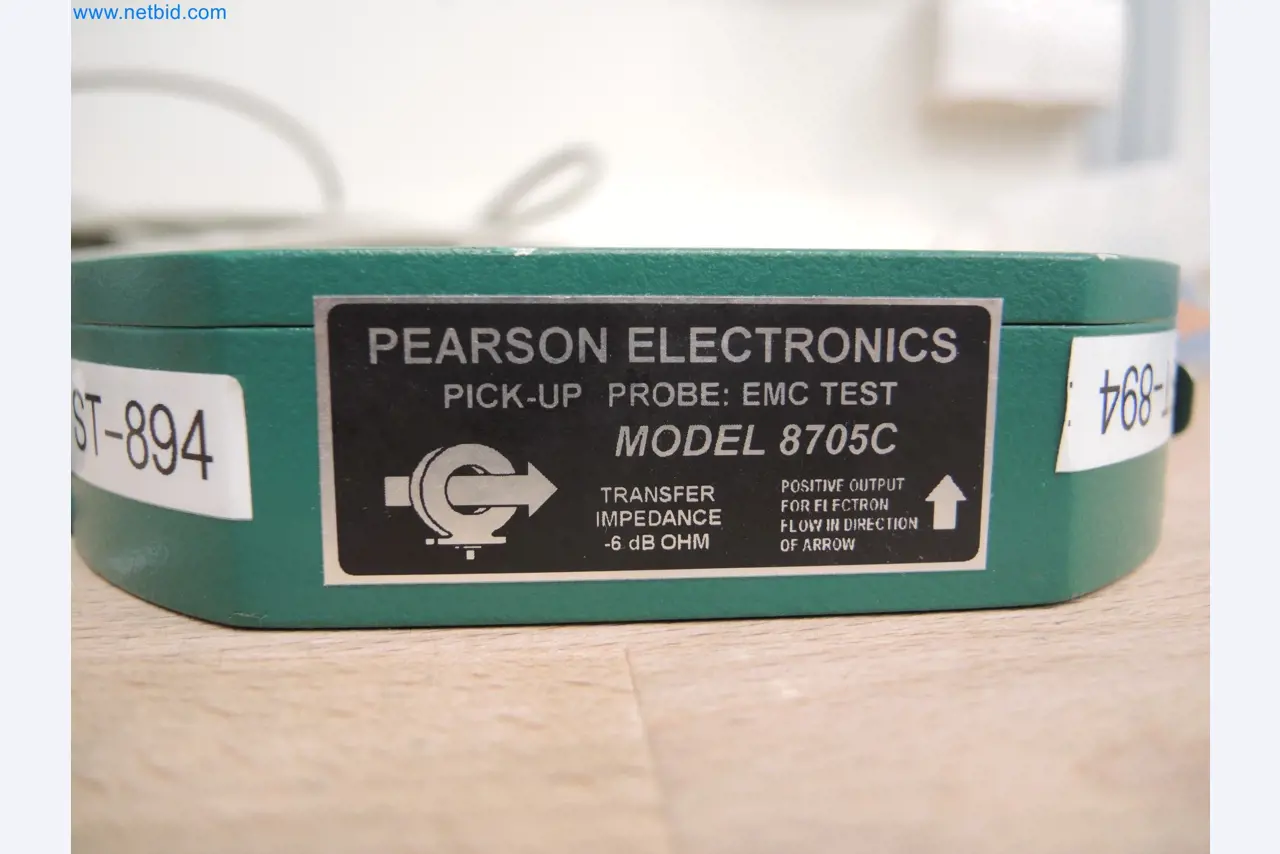 www.netbid.com
PEARSON ELECTRONICS
PICK-UP PROBE: EMC TEST
MODEL 8705C
TRANSFER
IMPEDANCE
-6 dB OHM
POSITIVE OUTPUT
FOR ELECTRON
FLOW IN DIRECTION
OF ARROW
ST-894
T-894